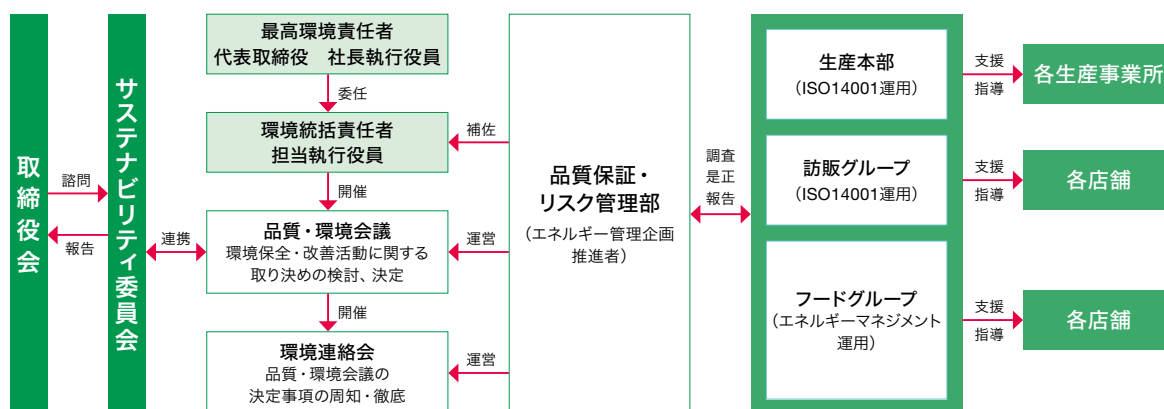 取締役会
諮問
報告
サステナビリティ委員会
連携
最高環境責任者
代表取締役 社長執行役員
委任
環境統括責任者
担当執行役員
開催
品質・環境会議
環境保全・改善活動に関する
取り決めの検討、決定
開催
環境連絡会
品質・環境会議の
決定事項の周知・徹底
補佐
運営
運営
品質保証・
リスク管理部
(エネルギー管理企画
推進者)
調査
是正
報告
生産本部
(ISO14001運用)
支援
指導
各生産事業所
訪販グループ
(ISO14001運用)
支援
指導
各店舗
フードグループ
(エネルギーマネジメント
運用)
支援
指導
各店舗